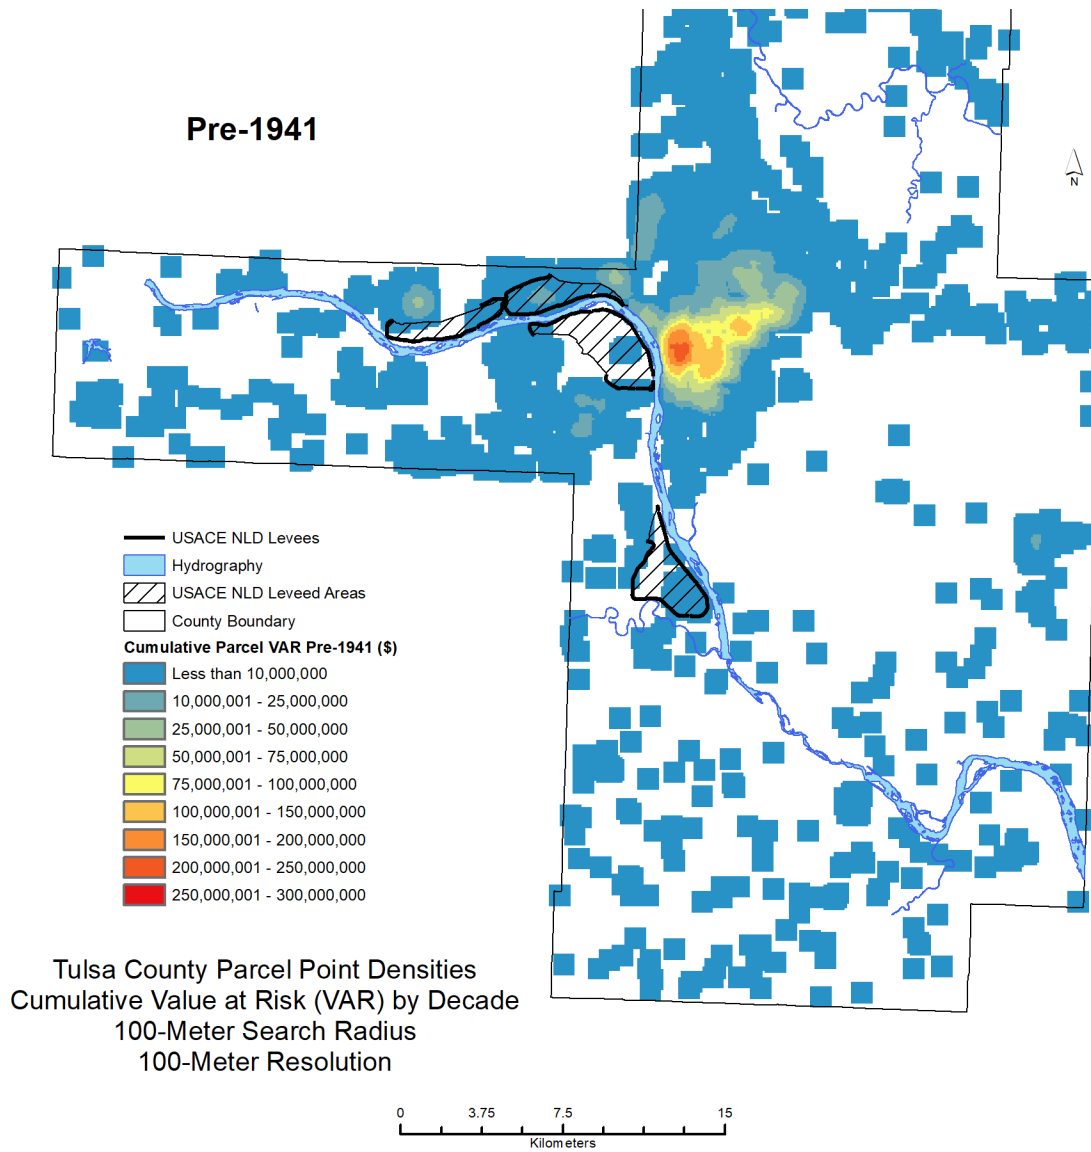 Pre-1941
N
USACE NLD Levees
Hydrography
USACE NLD Leveed Areas
County Boundary
Cumulative Parcel VAR Pre-1941 ($)
Less than 10,000,000
10,000,001 - 25,000,000
25,000,001 - 50,000,000
50,000,001 - 75,000,000
75,000,001 - 100,000,000
100,000,001 - 150,000,000
150,000,001 - 200,000,000
200,000,001 - 250,000,000
250,000,001 - 300,000,000
Tulsa County Parcel Point Densities
Cumulative Value at Risk (VAR) by Decade
100-Meter Search Radius
100-Meter Resolution
0 3.75 7.5 15
Kilometers